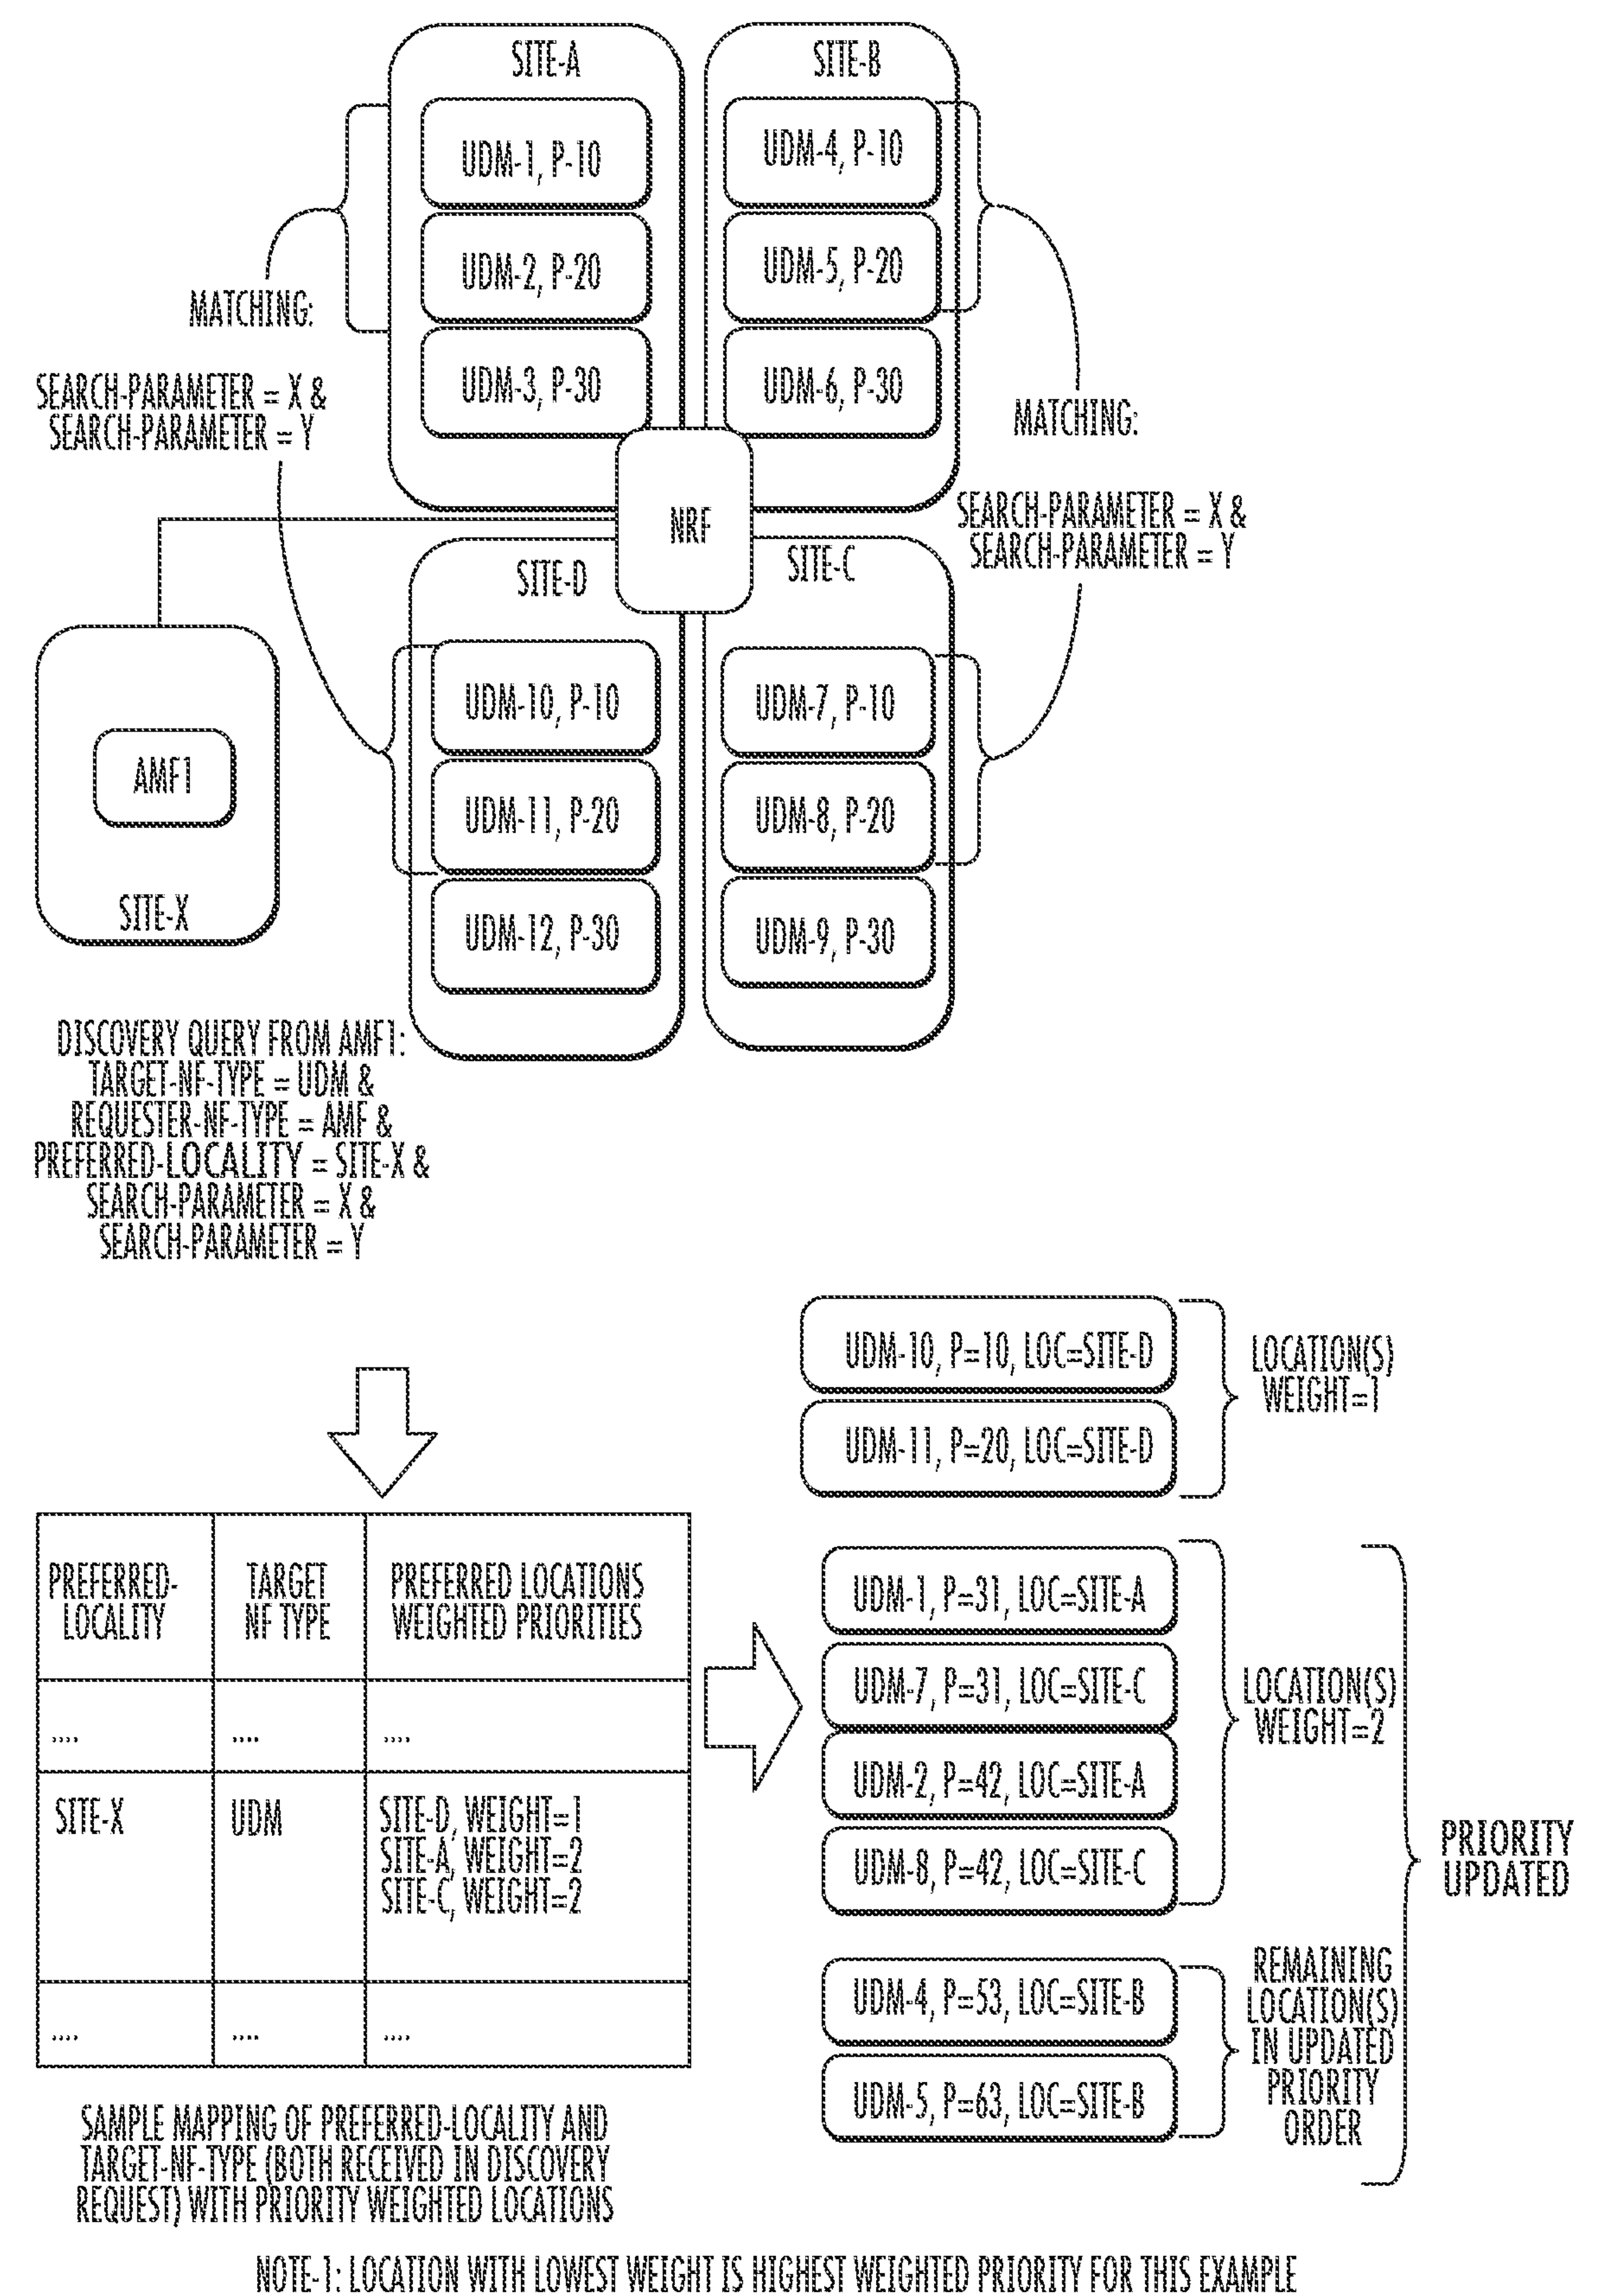 SITE-A
UDM-1, P-10
UDM-2, P-20
UDM-3, P-30
SITE-B
UDM-4, P-10
UDM-5, P-20
UDM-6, P-30
MATCHING:
SEARCH-PARAMETER = X &
SEARCH-PARAMETER = Y
MATCHING:
SEARCH-PARAMETER = X &
SEARCH-PARAMETER = Y
NRF
SITE-D
UDM-10, P-10
UDM-11, P-20
UDM-12, P-30
SITE-C
UDM-7, P-10
UDM-8, P-20
UDM-9, P-30
AMF1
SITE-X
DISCOVERY QUERY FROM AMF1:
TARGET-NF-TYPE = UDM &
REQUESTER-NF-TYPE = AMF &
PREFERRED-LOCALITY = SITE-X &
SEARCH-PARAMETER = X &
SEARCH-PARAMETER = Y
PREFERRED-
LOCALITY
TARGET
NF TYPE
PREFERRED LOCATIONS
WEIGHTED PRIORITIES
....
....
....
SITE-X
UDM
SITE-D, WEIGHT=1
SITE-A, WEIGHT=2
SITE-C, WEIGHT=2
....
....
....
SAMPLE MAPPING OF PREFERRED-LOCALITY AND
TARGET-NF-TYPE (BOTH RECEIVED IN DISCOVERY
REQUEST) WITH PRIORITY WEIGHTED LOCATIONS
UDM-10, P=10, LOC=SITE-D
UDM-11, P=20, LOC=SITE-D
LOCATION(S)
WEIGHT=1
UDM-1, P=31, LOC=SITE-A
UDM-7, P=31, LOC=SITE-C
UDM-2, P=42, LOC=SITE-A
UDM-8, P=42, LOC=SITE-C
LOCATION(S)
WEIGHT=2
UDM-4, P=53, LOC=SITE-B
UDM-5, P=63, LOC=SITE-B
REMAINING
LOCATION(S)
IN UPDATED
PRIORITY
ORDER
PRIORITY
UPDATED
NOTE-1: LOCATION WITH LOWEST WEIGHT IS HIGHEST WEIGHTED PRIORITY FOR THIS EXAMPLE